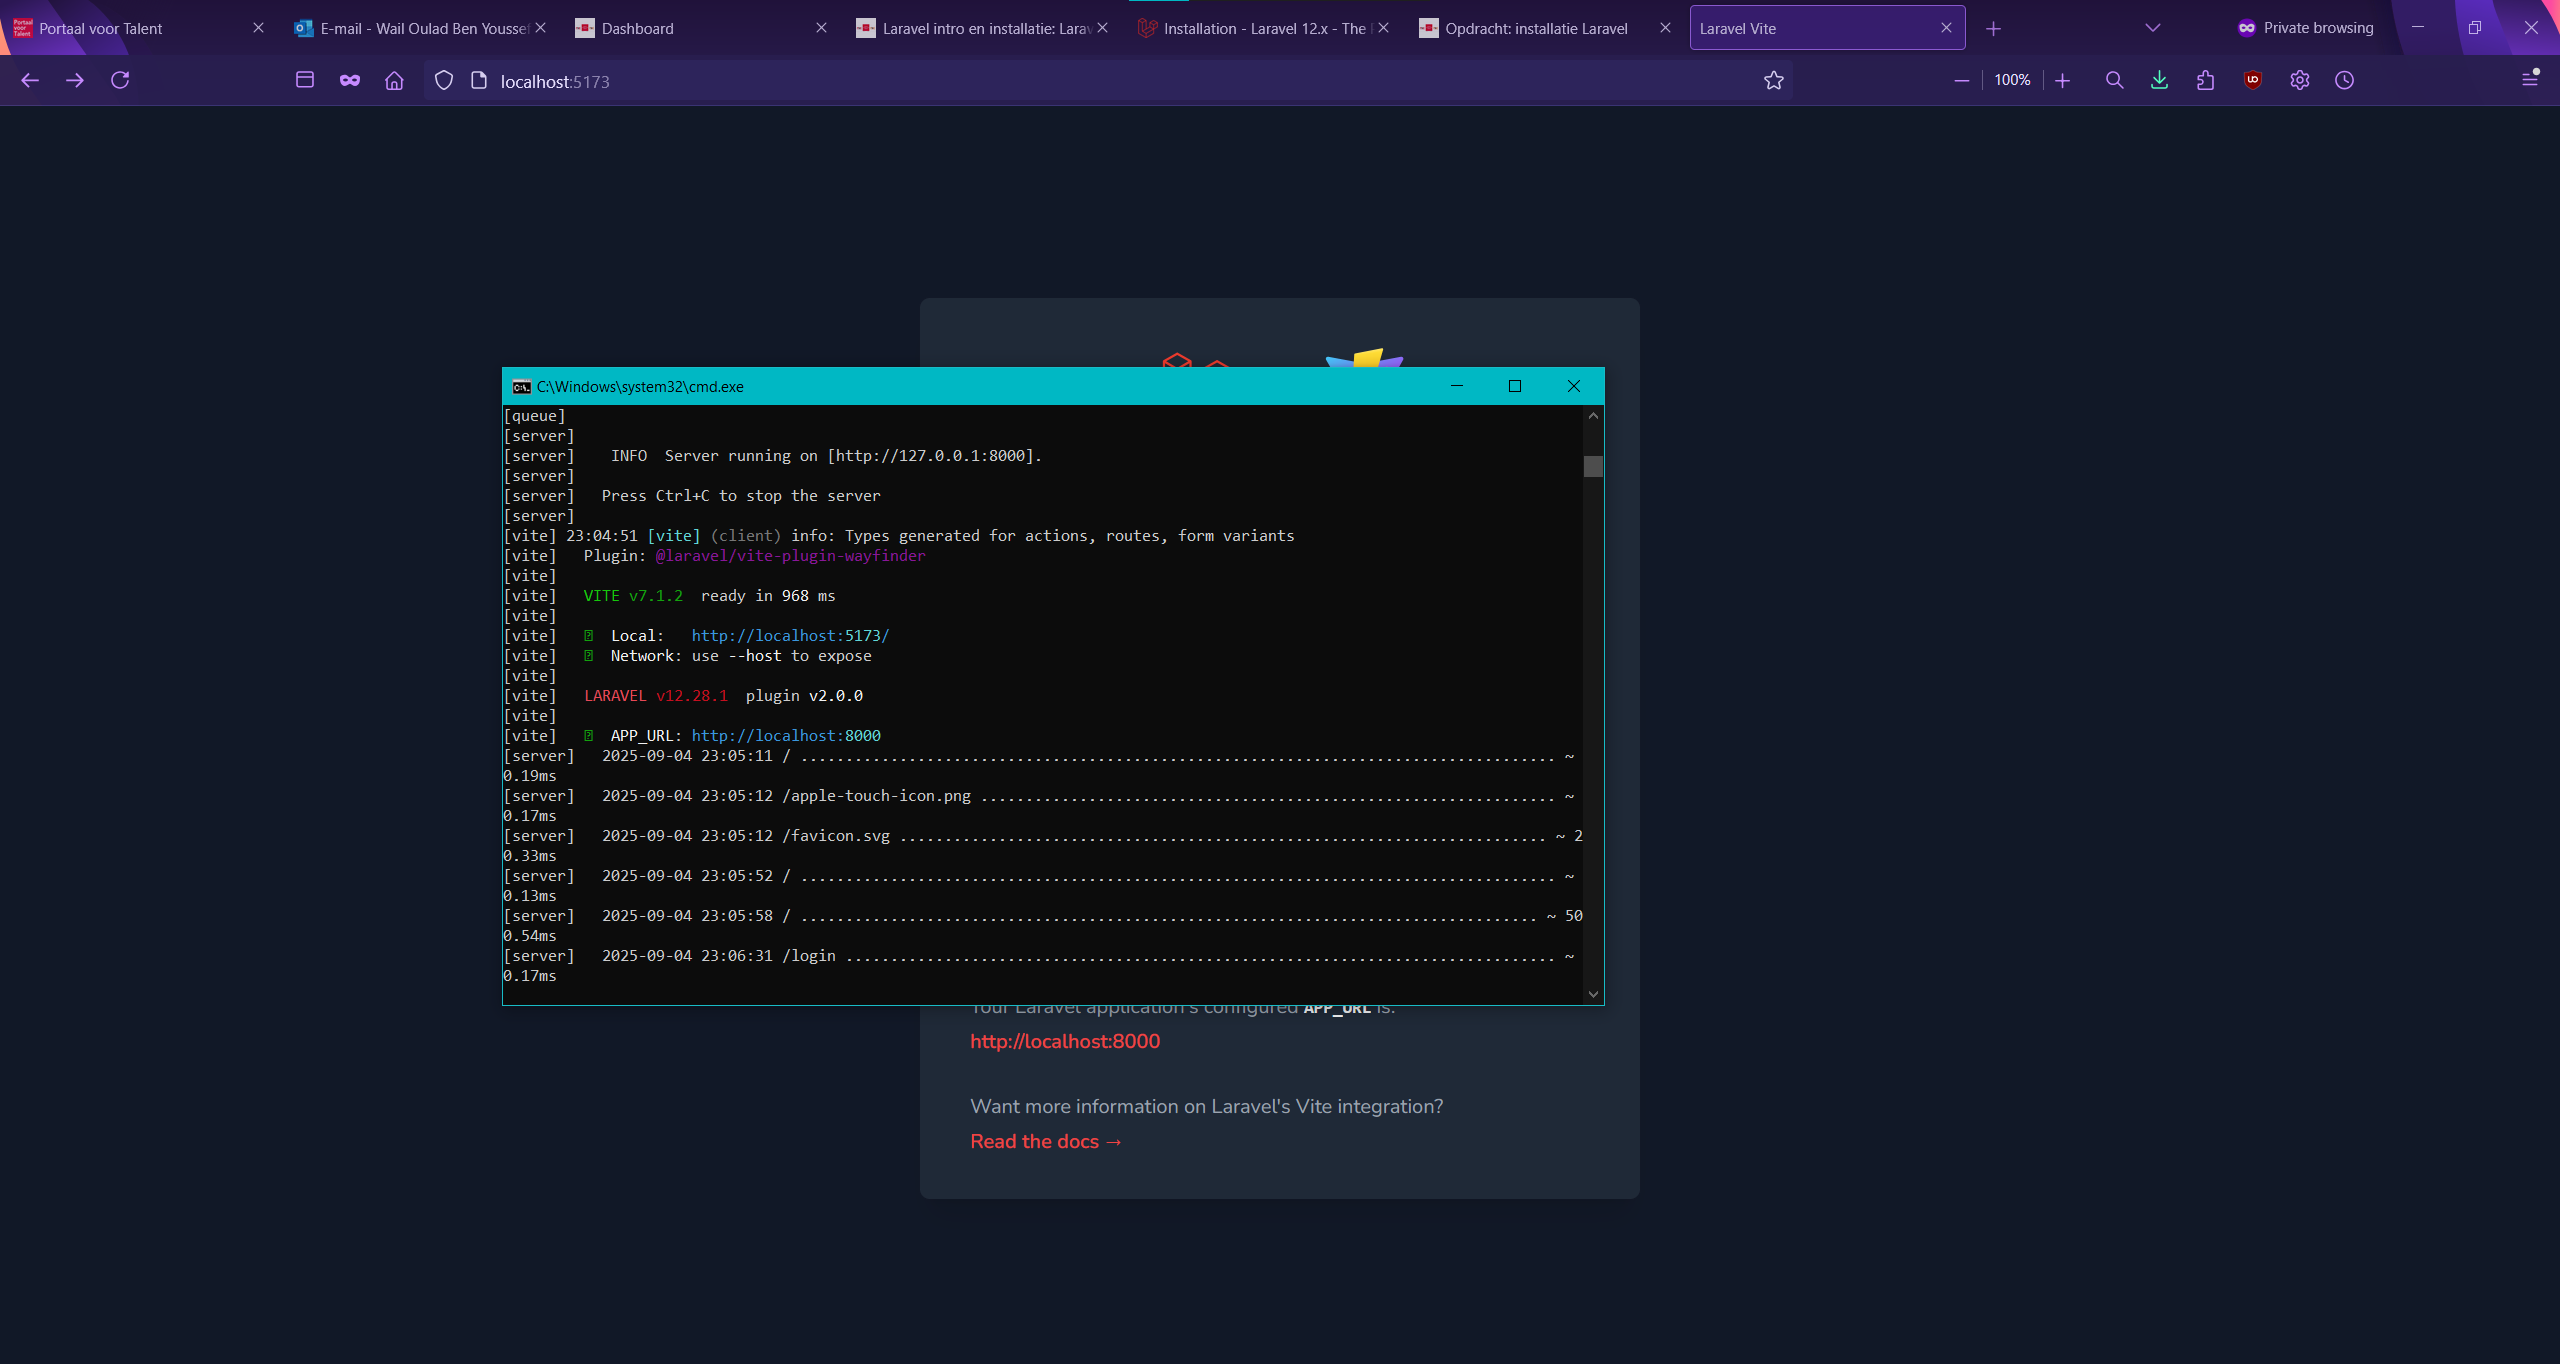 Portaal voor Talent
E-mail - Wail Oulad Ben Yousse
Dashboard
Laravel intro en installatie: Larav
Installation - Laravel 12.x - The
Opdracht: installatie Laravel
Laravel Vite
Private browsing
localhost:5173
100%
C:\Windows\system32\cmd.exe
[queue]
[server]
[server]    INFO  Server running on [http://127.0.0.1:8000].
[server]
[server]   Press Ctrl+C to stop the server
[server]
[vite] 23:04:51 [vite] (client) info: Types generated for actions, routes, form variants
[vite]   Plugin: @laravel/vite-plugin-wayfinder
[vite]
[vite]   VITE v7.1.2  ready in 968 ms
[vite]
[vite]   Local:   http://localhost:5173/
[vite]   Network: use --host to expose
[vite]
[vite]   LARAVEL v12.28.1  plugin v2.0.0
[vite]
[vite]   APP_URL: http://localhost:8000
[server]   2025-09-04 23:05:11 / .................................................................................... ~
0.19ms
[server]   2025-09-04 23:05:12 /apple-touch-icon.png ................................................................ ~
0.17ms
[server]   2025-09-04 23:05:12 /favicon.svg ........................................................................ ~ 2
0.33ms
[server]   2025-09-04 23:05:52 / .................................................................................... ~
0.13ms
[server]   2025-09-04 23:05:58 / .................................................................................. ~ 50
0.54ms
[server]   2025-09-04 23:06:31 /login ............................................................................... ~
0.17ms
Your Laravel application's configured APP_URL is:
http://localhost:8000
Want more information on Laravel's Vite integration?
Read the docs →